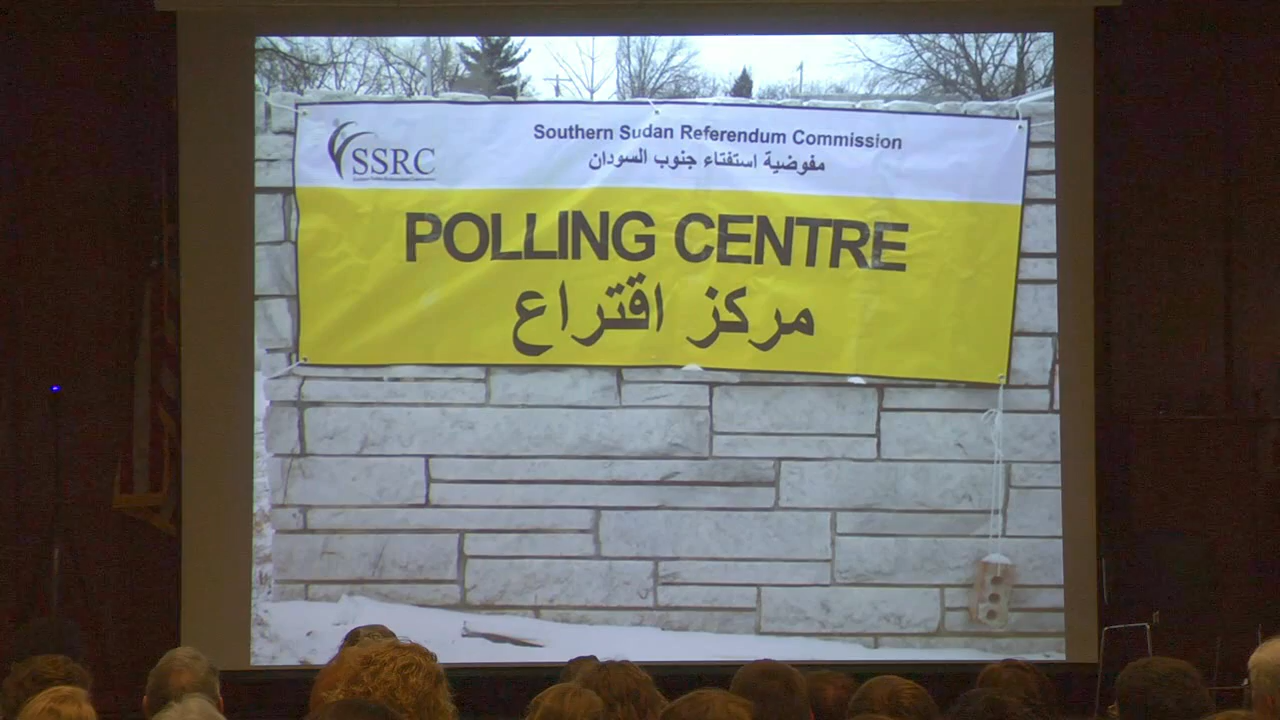 SSRC
Southern Sudan Referendum Commission
مفوضية استفتاء جنوب السودان
POLLING CENTRE
مركز اقتراع